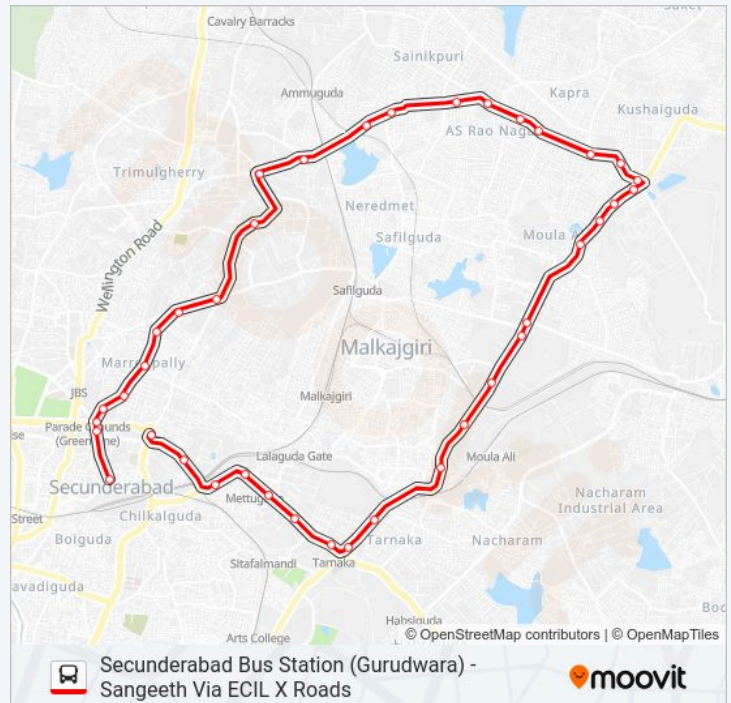 Cavalry Barracks
Sainikpuri
Ammuguda
Kapra
Kushaiguda
AS Rao Nag
Trimulgherry
Neredmet
Wellington Road
Safilguda
Moula A
Safilguda
Malkajgiri
Marredpally
JBS
Malkajgiri
Parade Grounds
(Green Line)
Lalaguda Gate
Moula Ali
Secunderabad
Mettuguda
Street
Chilkalguda
Nacharam
Industrial Area
Boiguda
Tarnaka
Nacharam
Sitafalmandi
Tarnaka
avadiguda
Habsiguda
Arts College
© OpenStreetMap contributors | © OpenMapTiles
Secunderabad Bus Station (Gurudwara) -
Sangeeth Via ECIL X Roads
moovit